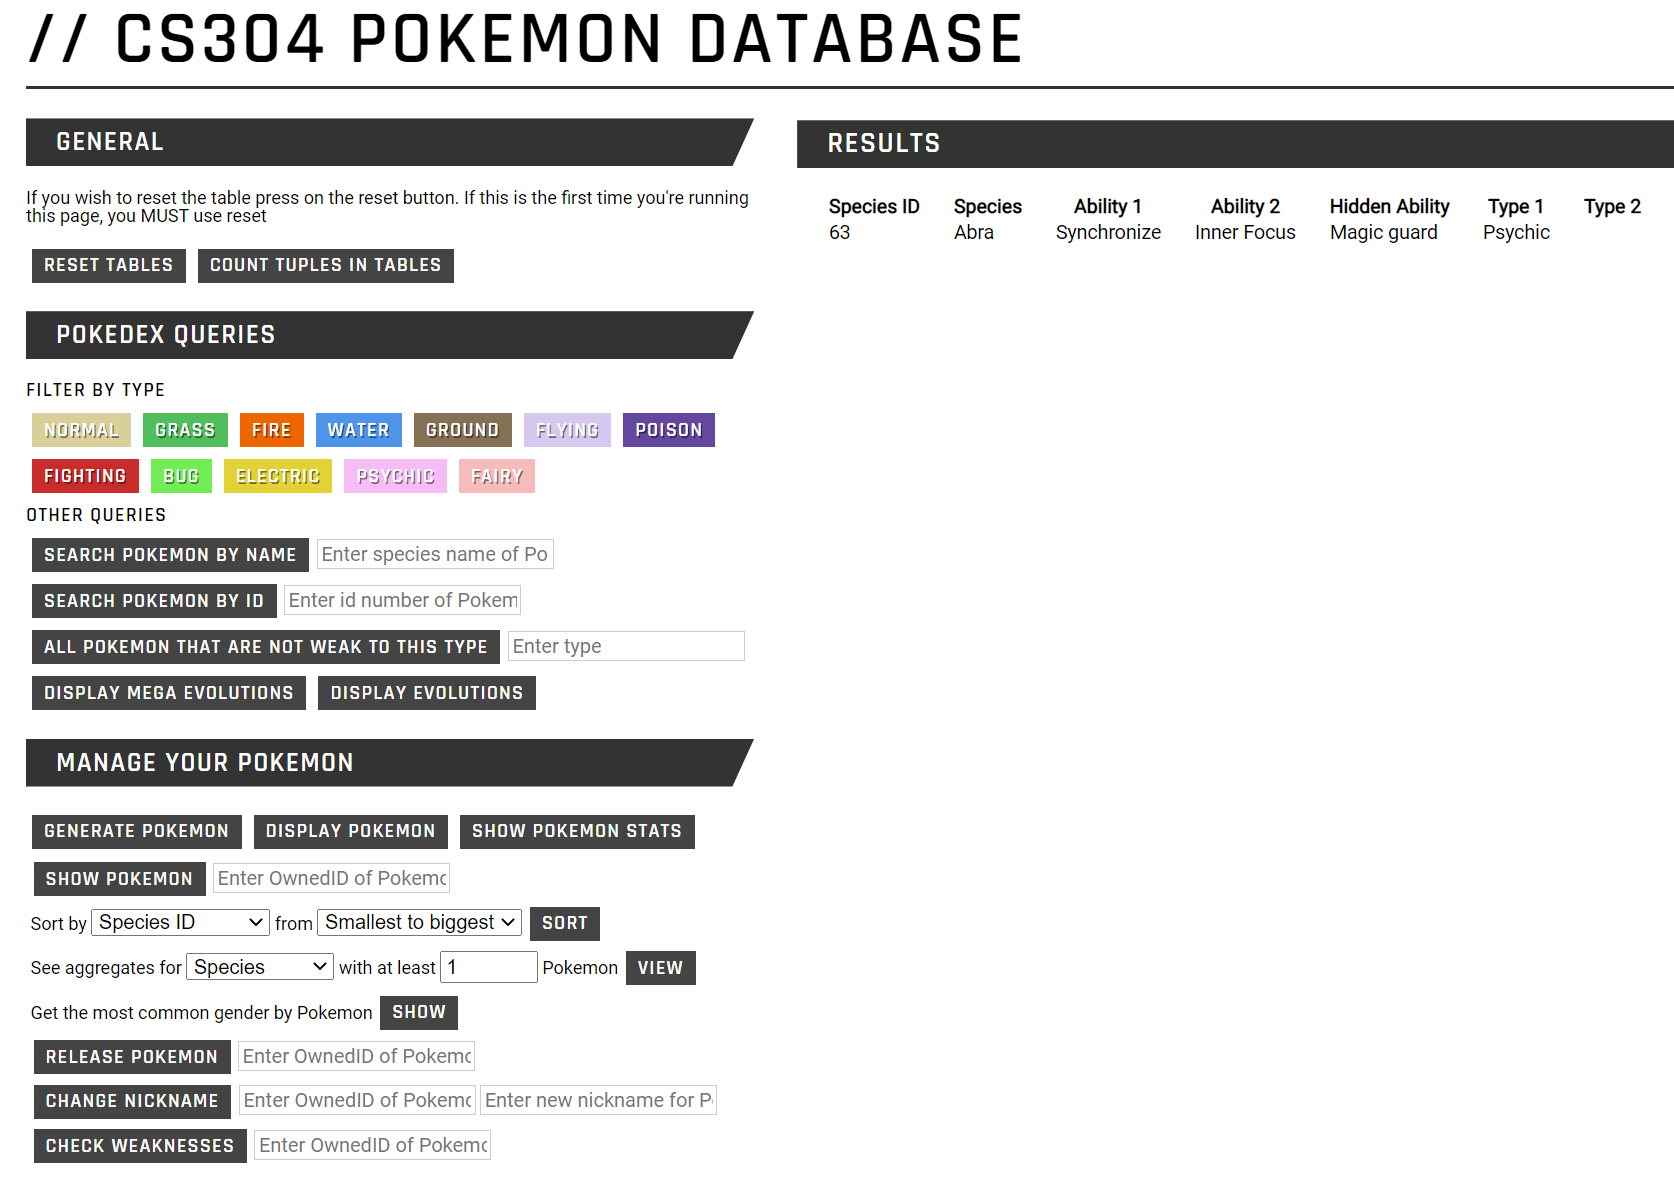 // CS304 POKEMON DATABASE
GENERAL
If you wish to reset the table press on the reset button. If this is the first time you're running
this page, you MUST use reset
RESET TABLES COUNT TUPLES IN TABLES
POKEDEX QUERIES
FILTER BY TYPE
NORMAL GRASS FIRE WATER GROUND FLYING POISON
FIGHTING BUG ELECTRIC PSYCHIC FAIRY
OTHER QUERIES
SEARCH POKEMON BY NAME Enter species name of Po
SEARCH POKEMON BY ID Enter id number of Pokem
ALL POKEMON THAT ARE NOT WEAK TO THIS TYPE Enter type
DISPLAY MEGA EVOLUTIONS DISPLAY EVOLUTIONS
MANAGE YOUR POKEMON
GENERATE POKEMON DISPLAY POKEMON SHOW POKEMON STATS
SHOW POKEMON Enter OwnedID of Pokemo
Sort by Species ID from Smallest to biggest SORT
See aggregates for Species with at least 1 Pokemon VIEW
Get the most common gender by Pokemon SHOW
RELEASE POKEMON Enter OwnedID of Pokemo
CHANGE NICKNAME Enter OwnedID of Pokemo Enter new nickname for P
CHECK WEAKNESSES Enter OwnedID of Pokemo
RESULTS
Species ID Species Ability 1 Ability 2 Hidden Ability Type 1 Type 2
63 Abra Synchronize Inner Focus Magic guard Psychic